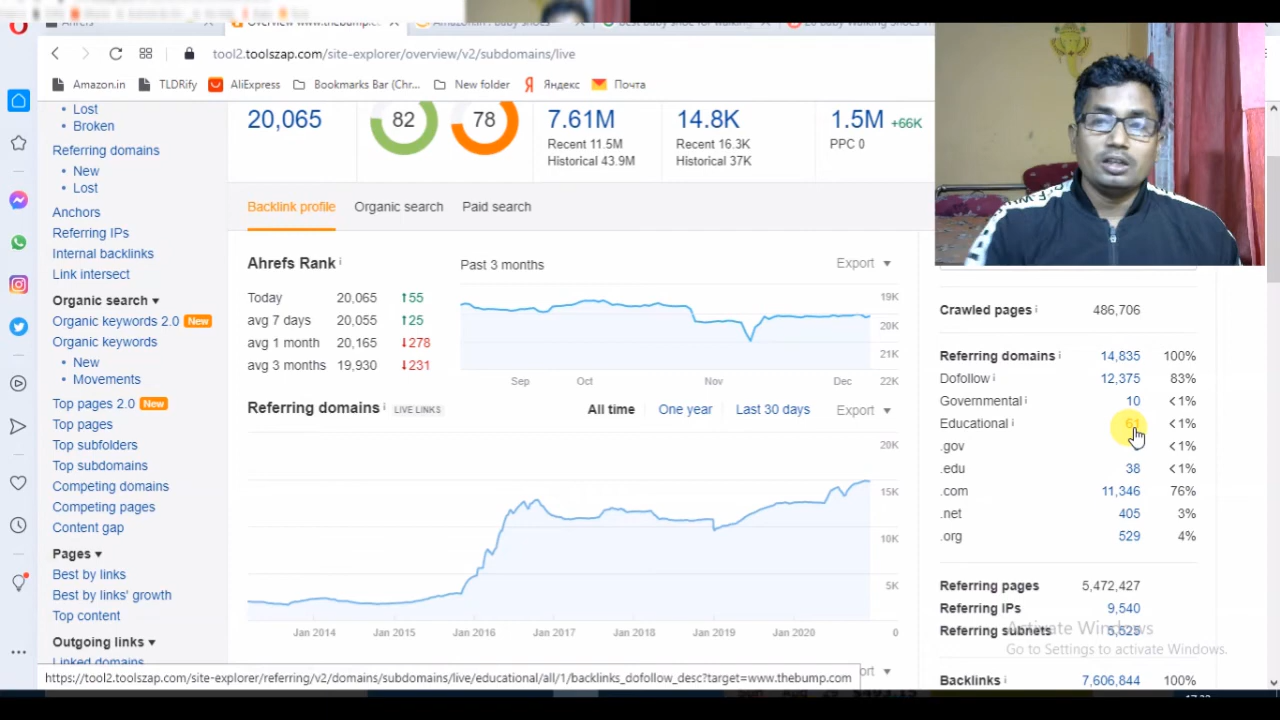 tool2.toolszap.com/site-explorer/overview/v2/subdomains/live
Amazon.in TLDRify AliExpress Bookmarks Bar (Chr... New folder Яндекс Почта
Lost
Broken
Referring domains
New
Lost
Anchors
Referring IPs
Internal backlinks
Link intersect
Organic search
Organic keywords 2.0 New
Organic keywords
New
Movements
Top pages 2.0 New
Top pages
Top subfolders
Top subdomains
Competing domains
Competing pages
Content gap
Pages
Best by links
Best by links' growth
Top content
Outgoing links
Linked domains
20,065
82
78
7.61M
Recent 11.5M
Historical 43.9M
14.8K
Recent 16.3K
Historical 37K
1.5M +66K
PPC 0
Backlink profile Organic search Paid search
Ahrefs Rank Past 3 months Export
Today 20,065 ↑55
avg 7 days 20,055 ↑25
avg 1 month 20,165 ↓278
avg 3 months 19,930 ↓231
19K
20K
21K
22K
Sep Oct Nov Dec
Referring domains LIVE LINKS All time One year Last 30 days Export
20K
15K
10K
5K
0
Jan 2014 Jan 2015 Jan 2016 Jan 2017 Jan 2018 Jan 2019 Jan 2020
Crawled pages 486,706
Referring domains 14,835 100%
Dofollow 12,375 83%
Governmental 10 <1%
Educational 61 <1%
.gov <1%
.edu 38 <1%
.com 11,346 76%
.net 405 3%
.org 529 4%
Referring pages 5,472,427
Referring IPs 9,540
Referring subnets 5,525
Backlinks 7,606,844 100%
Activate Windows
Go to Settings to activate Windows.
https://tool2.toolszap.com/site-explorer/referring/v2/domains/subdomains/live/educational/all/1/backlinks_dofollow_desc?target=www.thebump.com